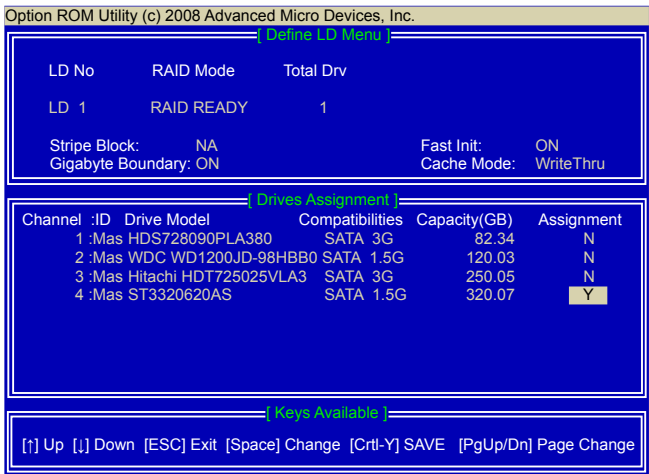 Option ROM Utility (c) 2008 Advanced Micro Devices, Inc.
[ Define LD Menu ]
LD No RAID Mode Total Drv
LD 1 RAID READY 1
Stripe Block: NA Fast Init: ON
Gigabyte Boundary: ON Cache Mode: WriteThru
[ Drives Assignment ]
Channel :ID Drive Model Compatibilities Capacity(GB) Assignment
1 :Mas HDS728090PLA380 SATA 3G 82.34 N
2 :Mas WDC WD1200JD-98HBB0 SATA 1.5G 120.03 N
3 :Mas Hitachi HDT725025VLA3 SATA 3G 250.05 N
4 :Mas ST3320620AS SATA 1.5G 320.07 Y
[ Keys Available ]
[↑] Up [↓] Down [ESC] Exit [Space] Change [Crtl-Y] SAVE [PgUp/Dn] Page Change